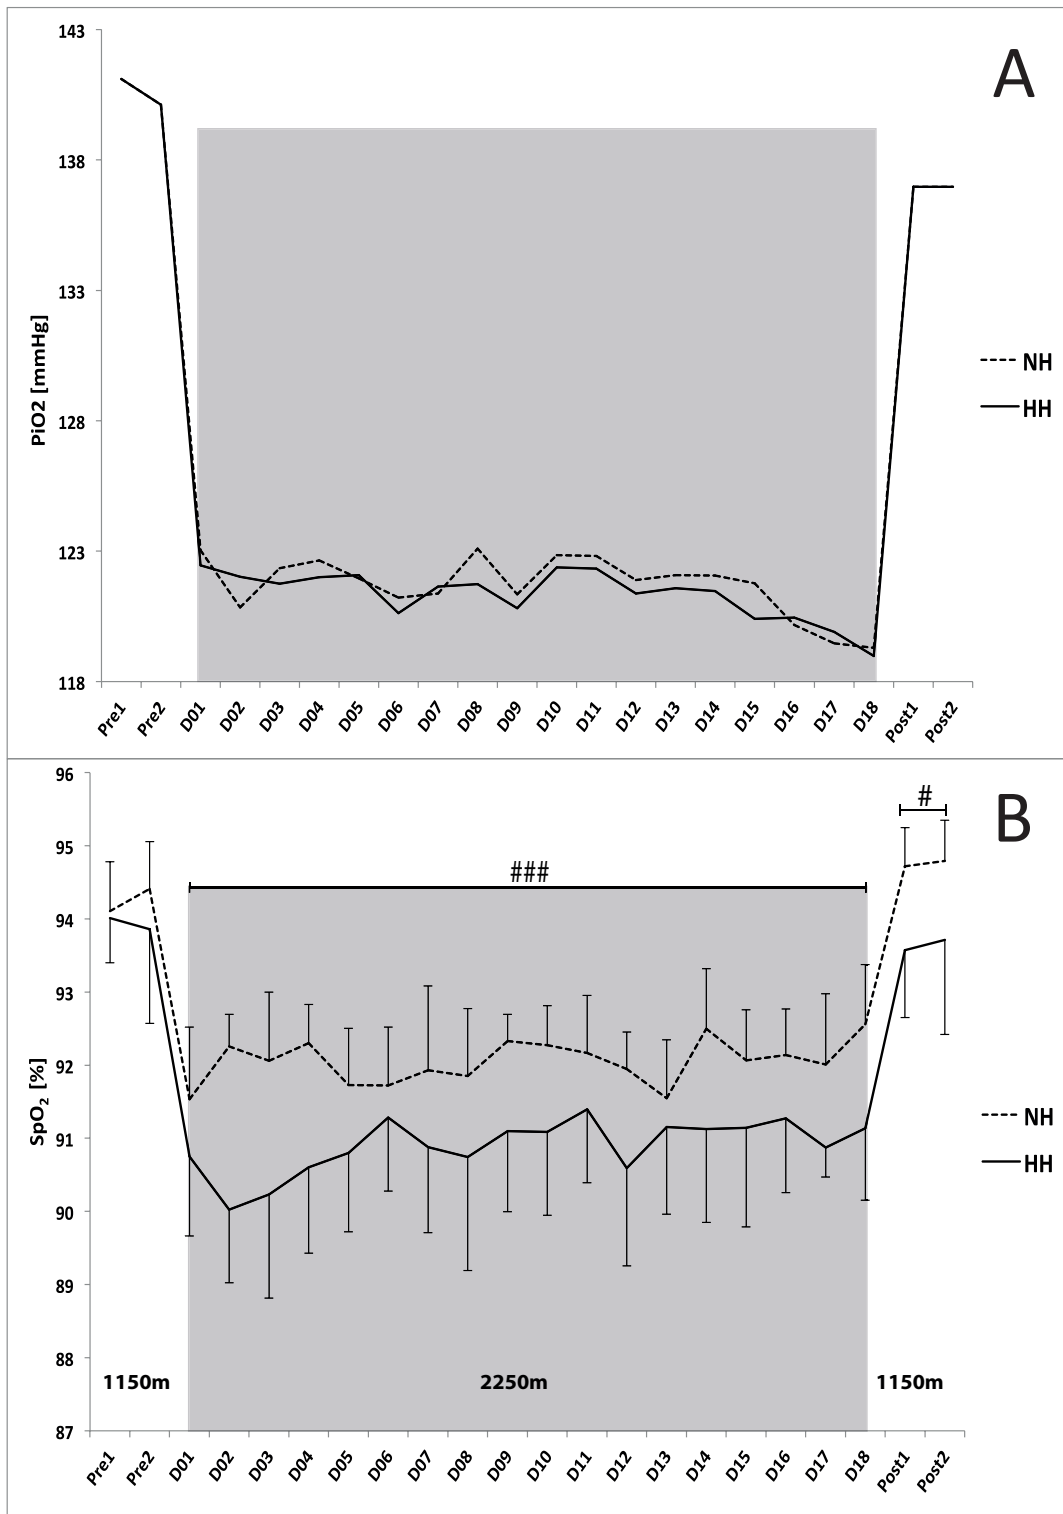 A
143
138
133
128
123
118
PiO2 [mmHg]
NH
HH
Pre1 Pre2 D01 D02 D03 D04 D05 D06 D07 D08 D09 D10 D11 D12 D13 D14 D15 D16 D17 D18 Post1 Post2
B
96
95
94
93
92
91
90
89
88
87
SpO₂ [%]
###
#
NH
HH
1150m 2250m 1150m
Pre1 Pre2 D01 D02 D03 D04 D05 D06 D07 D08 D09 D10 D11 D12 D13 D14 D15 D16 D17 D18 Post1 Post2